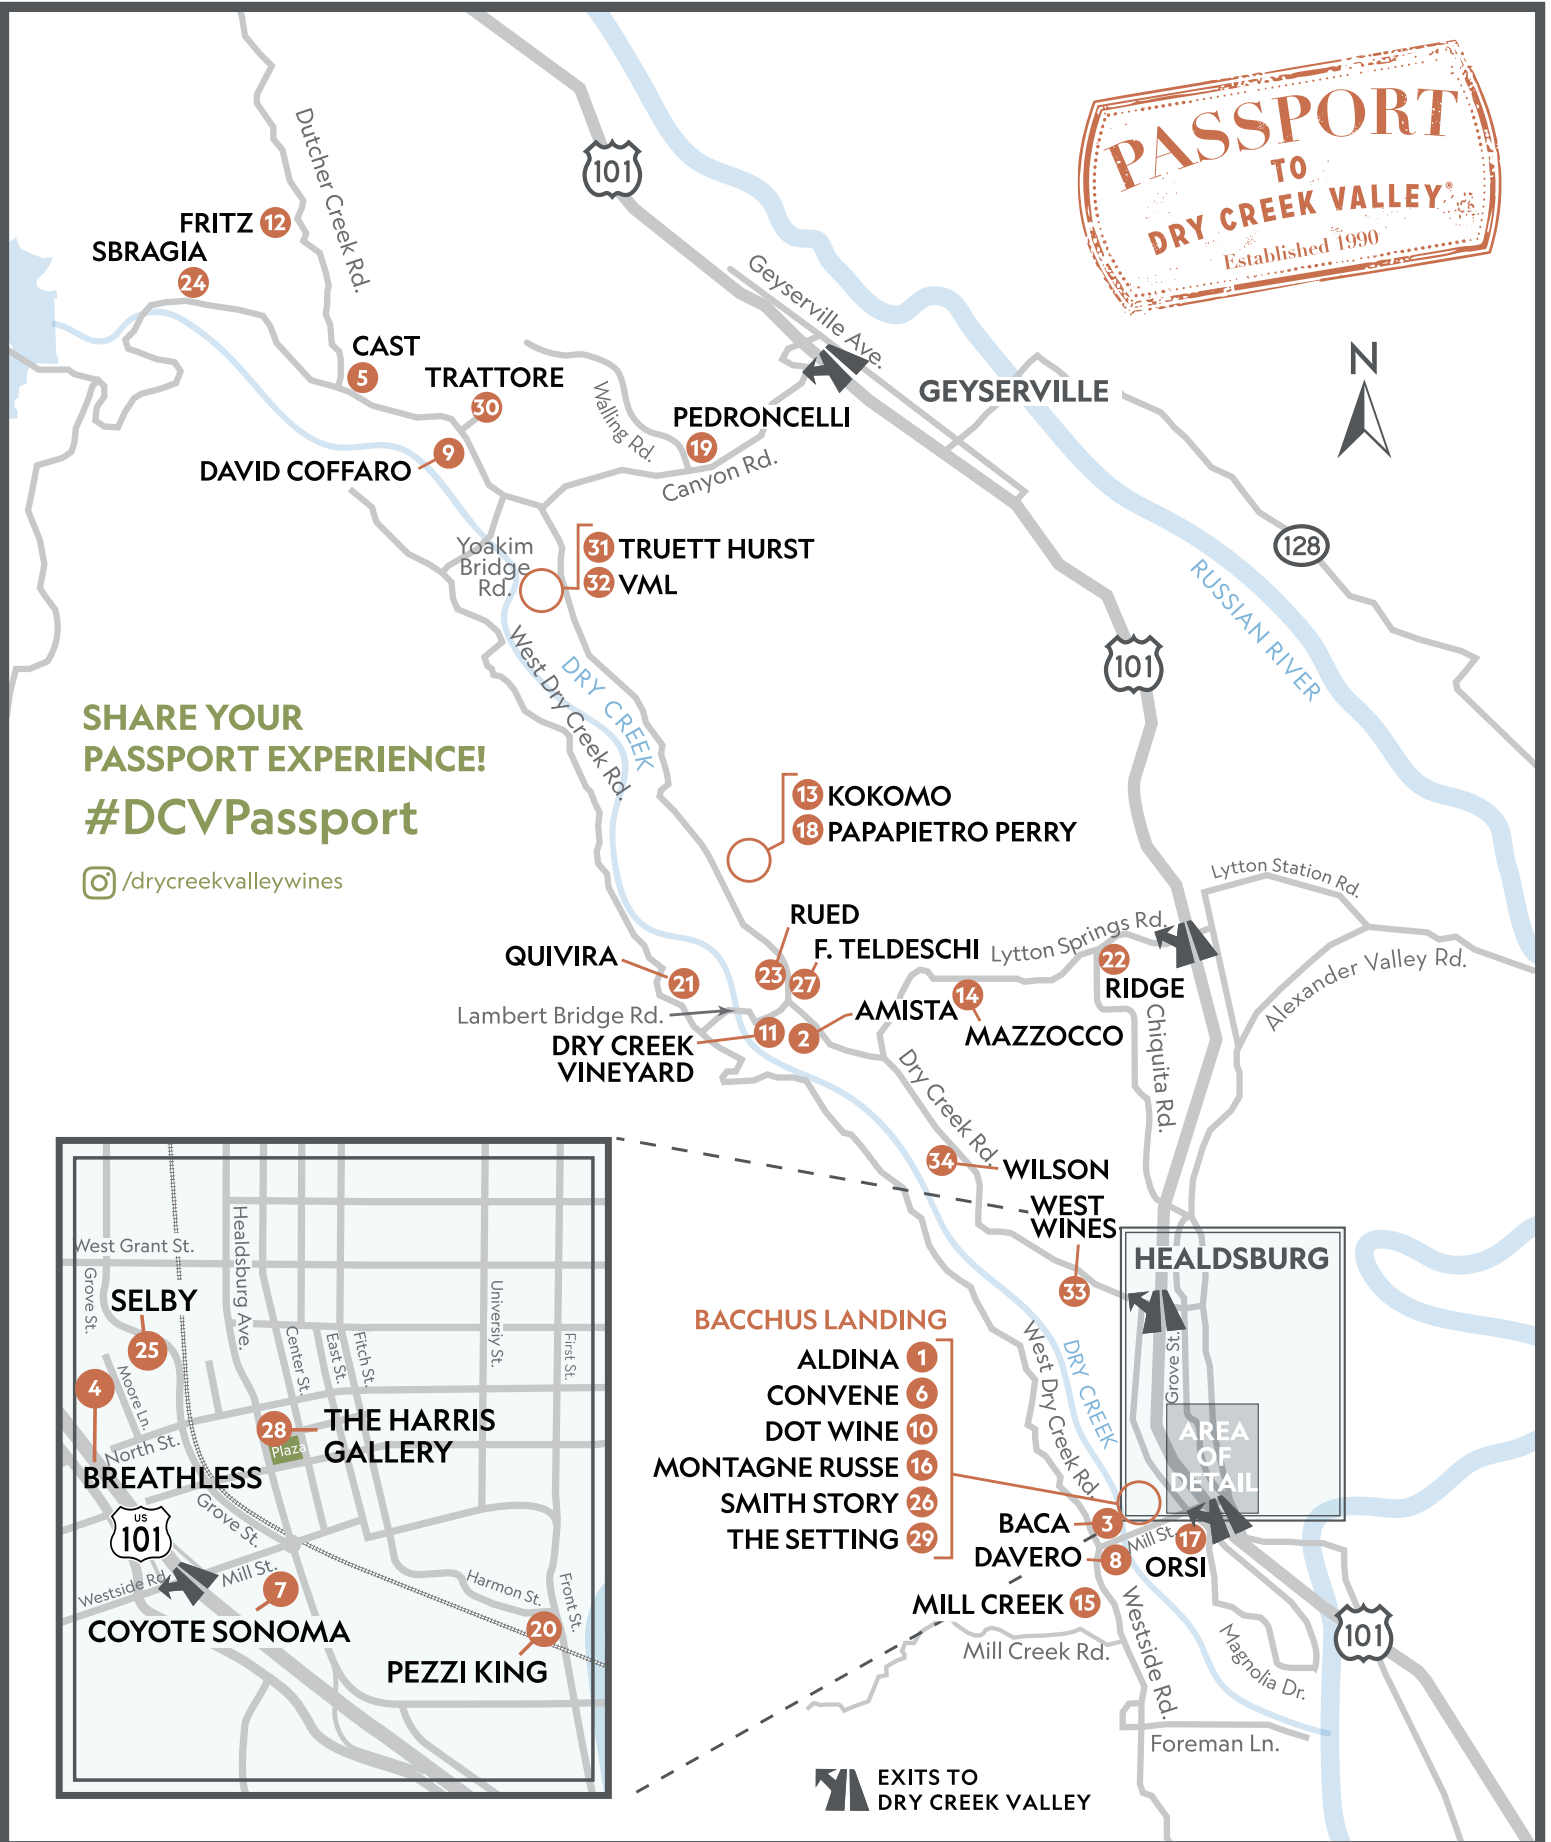 PASSPORT
TO
DRY CREEK VALLEY®
Established 1990
N
101
Dutcher Creek Rd.
FRITZ 12
SBRAGIA
24
Geyserville Ave.
CAST
5
TRATTORE
30
Walling Rd.
PEDRONCELLI
19
Canyon Rd.
GEYSERVILLE
DAVID COFFARO 9
128
Yoakim
Bridge
Rd.
31 TRUETT HURST
32 VML
RUSSIAN RIVER
101
West Dry Creek Rd.
DRY CREEK
SHARE YOUR
PASSPORT EXPERIENCE!
#DCVPassport
/drycreekvalleywines
13 KOKOMO
18 PAPAPIETRO PERRY
Lytton Station Rd.
RUED
23
F. TELDESCHI
27
Lytton Springs Rd.
22
RIDGE
Alexander Valley Rd.
QUIVIRA
21
Lambert Bridge Rd.
AMISTA
2
14
MAZZOCCO
DRY CREEK
VINEYARD
11
Chiquita Rd.
Dry Creek Rd.
34 WILSON
WEST
WINES
33
HEALDSBURG
Grove St.
AREA
OF
DETAIL
BACCHUS LANDING
ALDINA 1
CONVENE 6
DOT WINE 10
MONTAGNE RUSSE 16
SMITH STORY 26
THE SETTING 29
West Dry Creek Rd.
DRY CREEK
BACA 3
DAVERO 8
Mill St.
17
ORSI
MILL CREEK 15
Mill Creek Rd.
Westside Rd.
Magnolia Dr.
101
Foreman Ln.
EXITS TO
DRY CREEK VALLEY
West Grant St.
Grove St.
Healdsburg Ave.
SELBY
25
Center St.
East St.
Fitch St.
Universiy St.
First St.
4
Moore Ln.
North St.
BREATHLESS
28
Plaza
THE HARRIS
GALLERY
Grove St.
US
101
Westside Rd.
Mill St.
7
COYOTE SONOMA
Harmon St.
Front St.
20
PEZZI KING